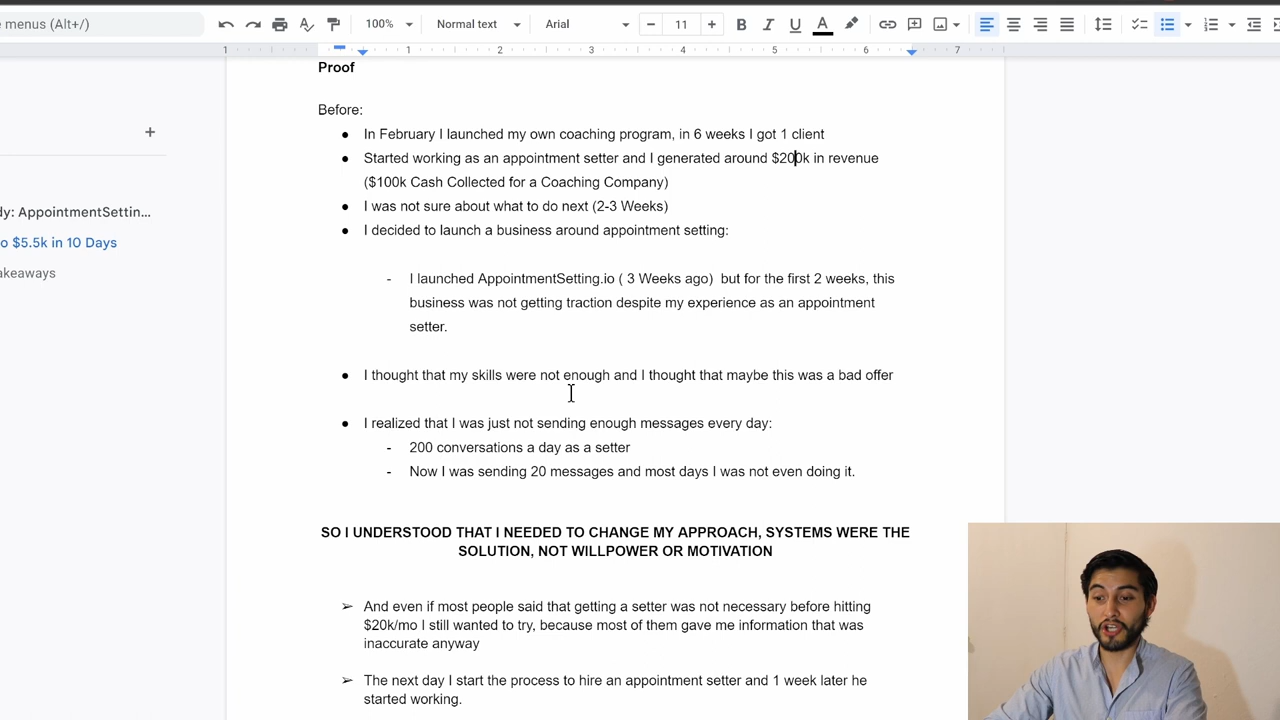 e menus (Alt+/)
100%
Normal text
Arial
11
B
I
U
A
1
1
2
3
4
5
6
7
Proof
Before:
● In February I launched my own coaching program, in 6 weeks I got 1 client
● Started working as an appointment setter and I generated around $200k in revenue
($100k Cash Collected for a Coaching Company)
● I was not sure about what to do next (2-3 Weeks)
● I decided to launch a business around appointment setting:
- I launched AppointmentSetting.io ( 3 Weeks ago)  but for the first 2 weeks, this
business was not getting traction despite my experience as an appointment
setter.
● I thought that my skills were not enough and I thought that maybe this was a bad offer
● I realized that I was just not sending enough messages every day:
- 200 conversations a day as a setter
- Now I was sending 20 messages and most days I was not even doing it.
SO I UNDERSTOOD THAT I NEEDED TO CHANGE MY APPROACH, SYSTEMS WERE THE
SOLUTION, NOT WILLPOWER OR MOTIVATION
➢ And even if most people said that getting a setter was not necessary before hitting
$20k/mo I still wanted to try, because most of them gave me information that was
inaccurate anyway
➢ The next day I start the process to hire an appointment setter and 1 week later he
started working.
dy: AppointmentSettin...
o $5.5k in 10 Days
akeaways